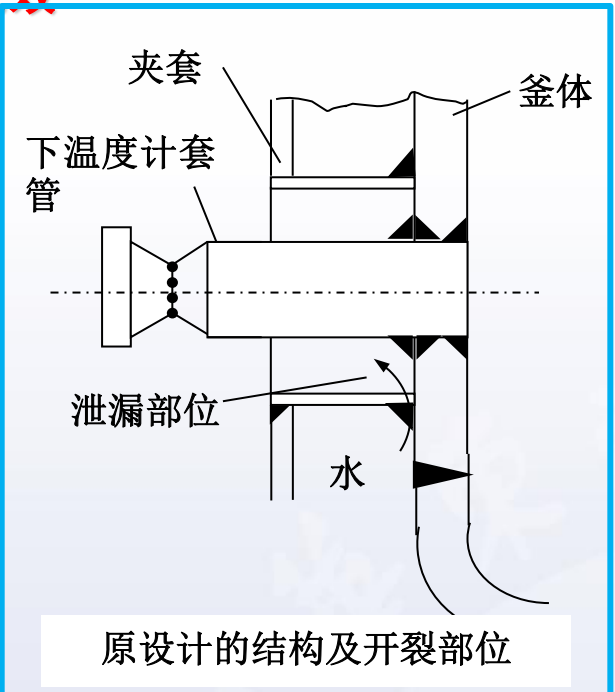 夹套
釜体
下温度计套
管
泄漏部位
水
原设计的结构及开裂部位